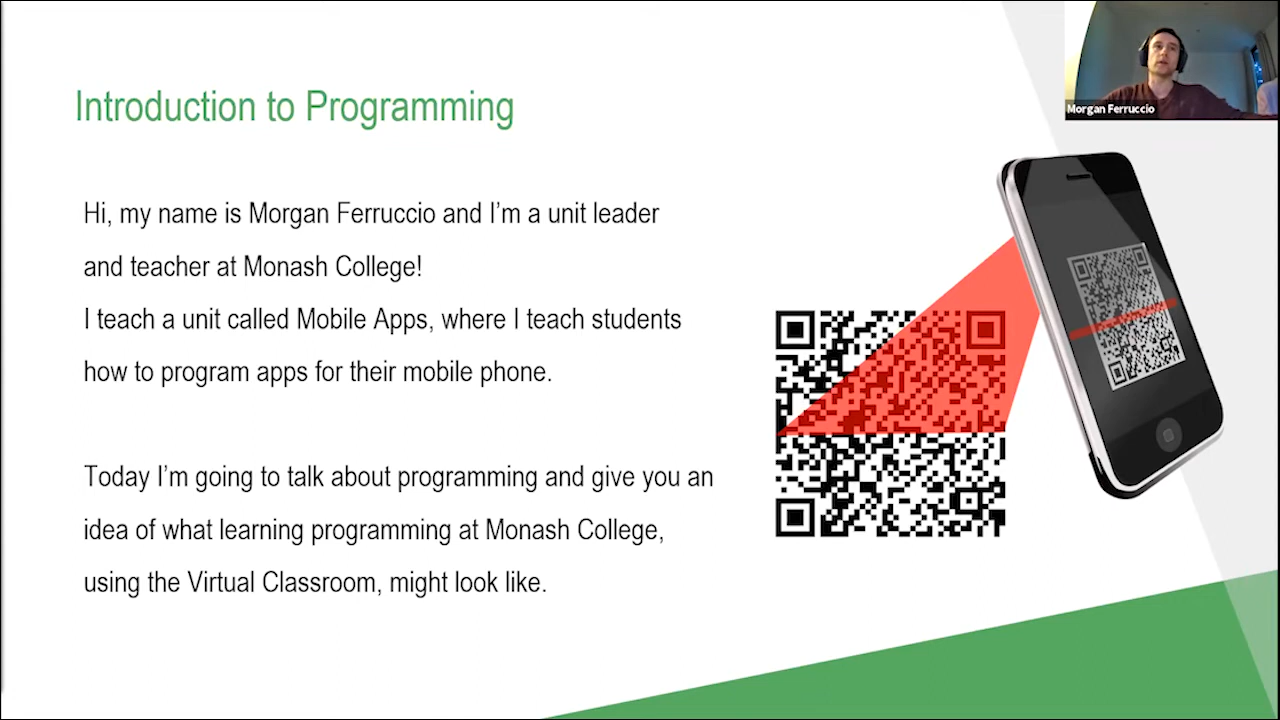 Introduction to Programming
Hi, my name is Morgan Ferruccio and I'm a unit leader
and teacher at Monash College!
I teach a unit called Mobile Apps, where I teach students
how to program apps for their mobile phone.
Today I'm going to talk about programming and give you an
idea of what learning programming at Monash College,
using the Virtual Classroom, might look like.
Morgan Ferruccio